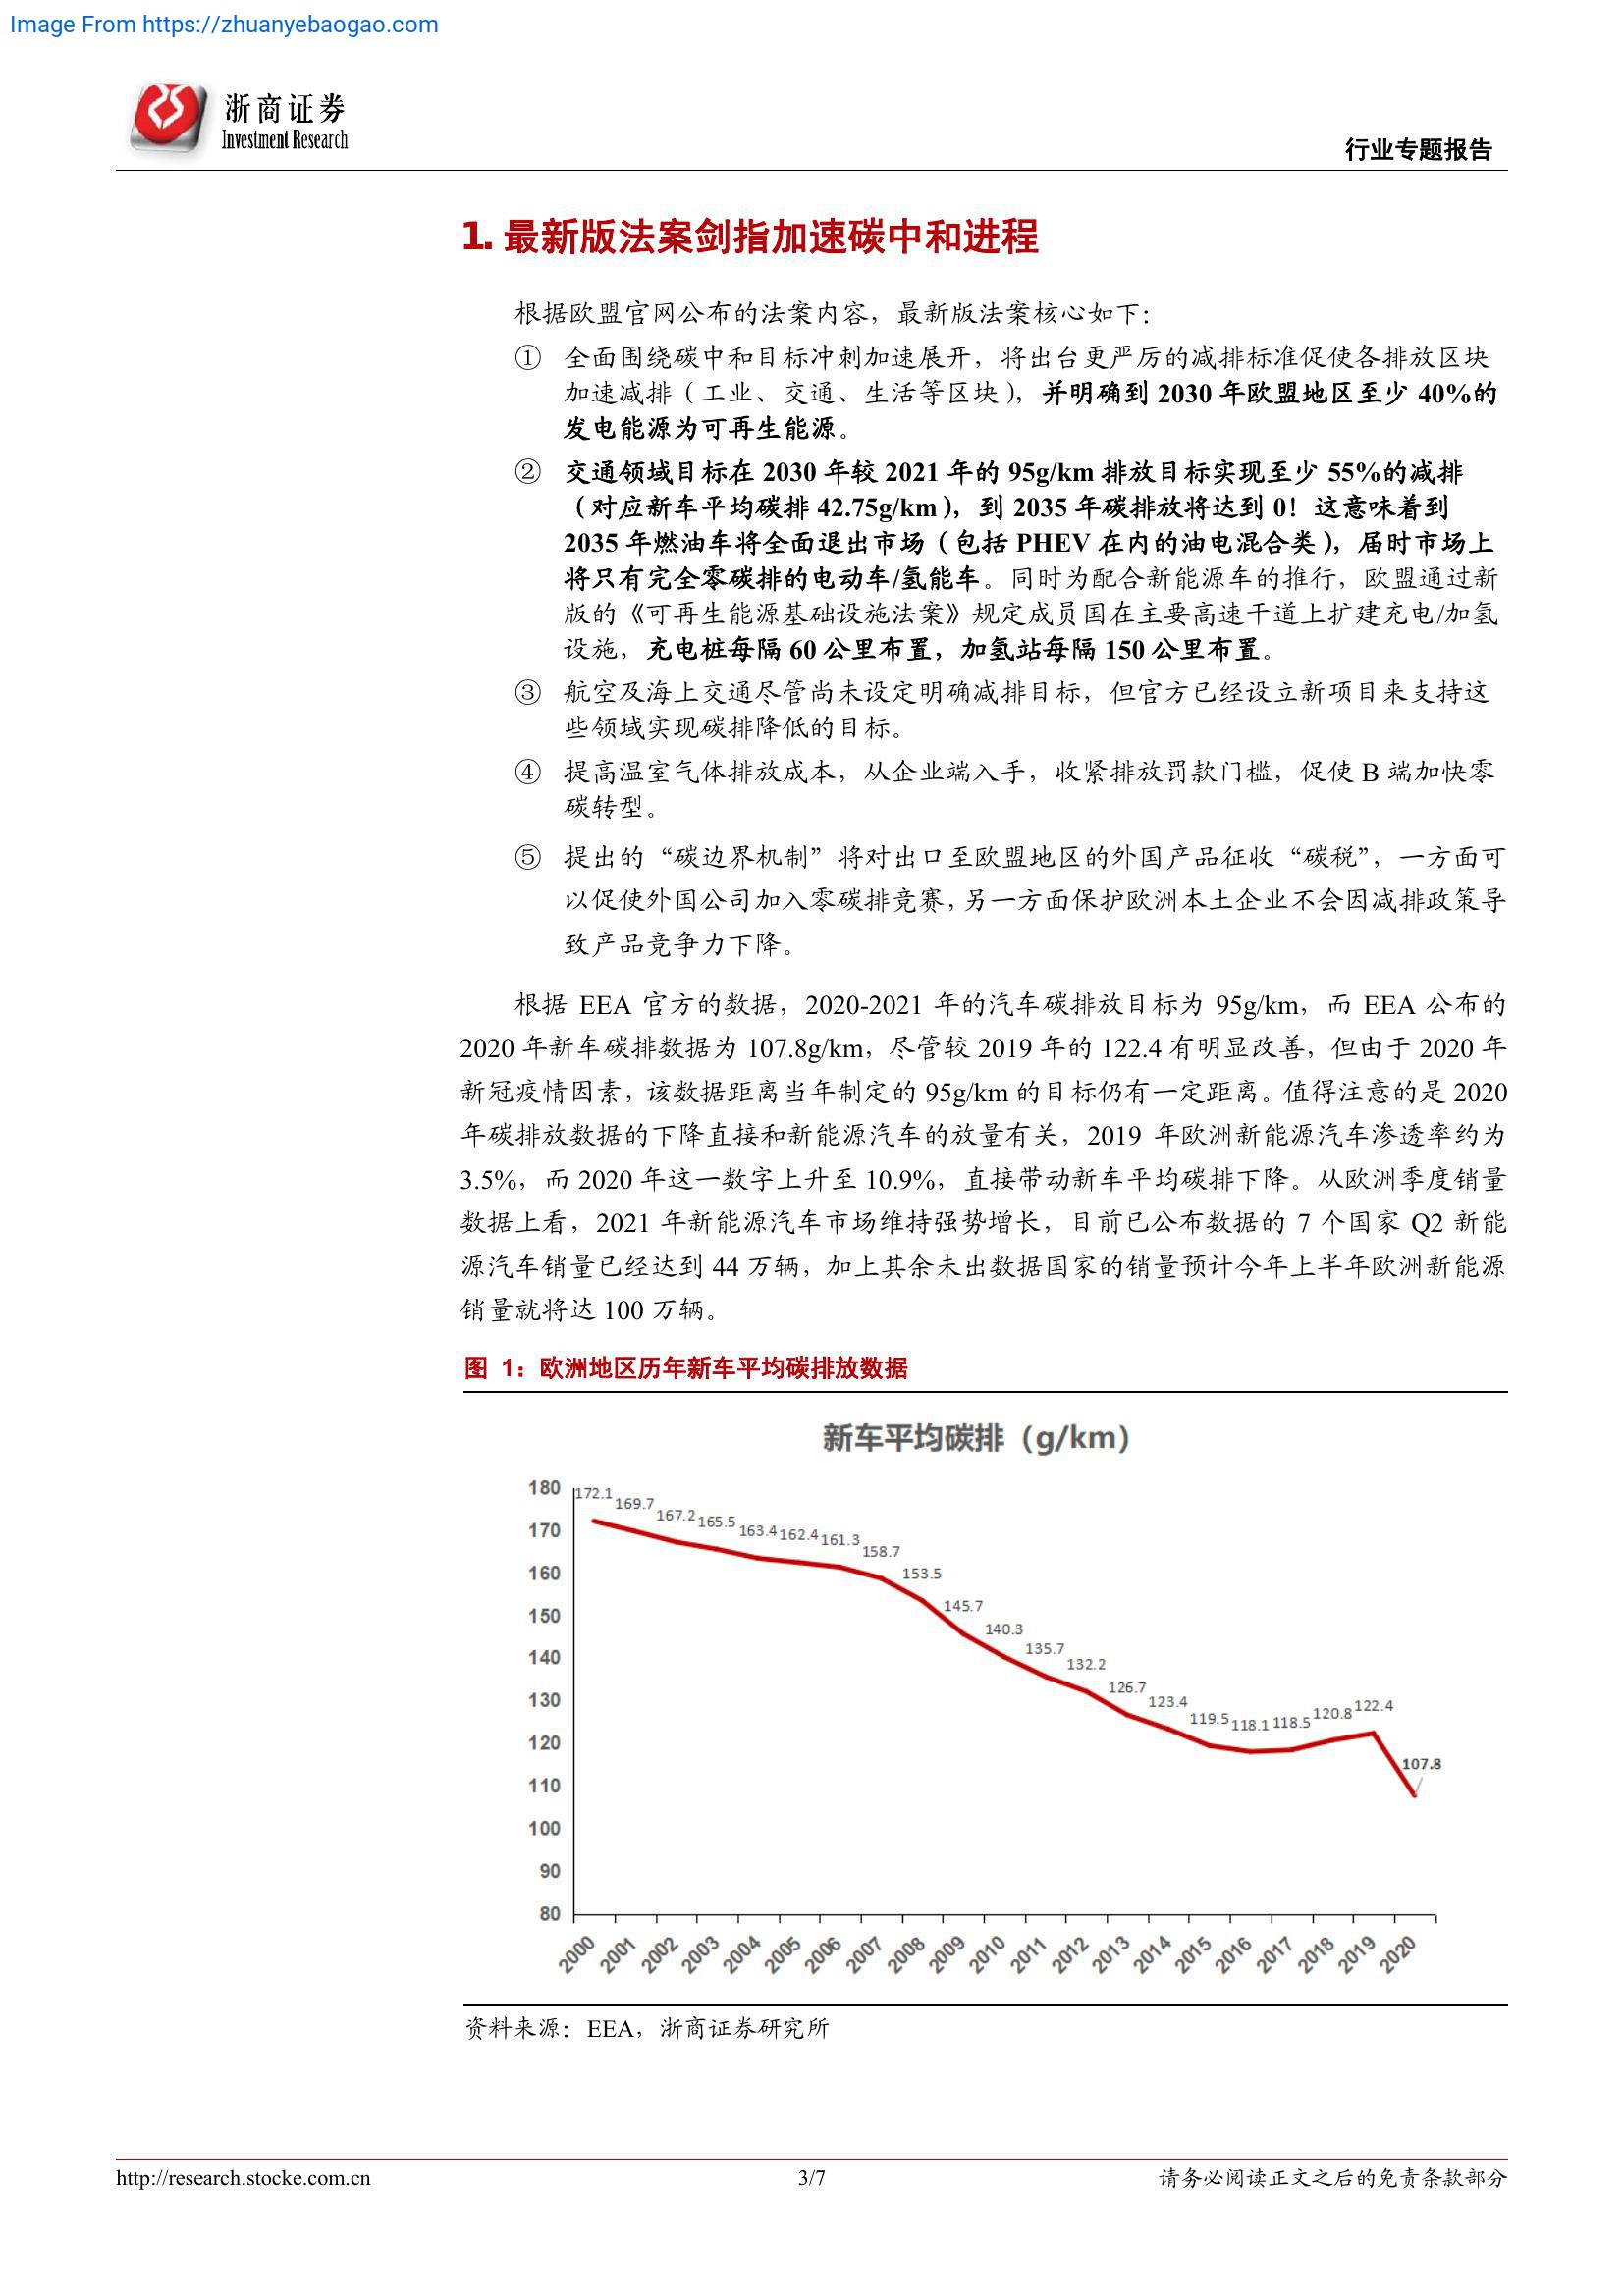 Image From https://zhuanyebaogao.com
浙商证券
Investment Research
行业专题报告
1. 最新版法案剑指加速碳中和进程
根据欧盟官网公布的法案内容，最新版法案核心如下：
① 全面围绕碳中和目标冲刺加速展开，将出台更严厉的减排标准促使各排放区块
加速减排（工业、交通、生活等区块），并明确到 2030 年欧盟地区至少 40%的
发电能源为可再生能源。
② 交通领域目标在 2030 年较 2021 年的 95g/km 排放目标实现至少 55%的减排
（对应新车平均碳排 42.75g/km），到 2035 年碳排放将达到 0！这意味着到
2035 年燃油车将全面退出市场（包括 PHEV 在内的油电混合类），届时市场上
将只有完全零碳排的电动车/氢能车。同时为配合新能源车的推行，欧盟通过新
版的《可再生能源基础设施法案》规定成员国在主要高速干道上扩建充电/加氢
设施，充电桩每隔 60 公里布置，加氢站每隔 150 公里布置。
③ 航空及海上交通尽管尚未设定明确减排目标，但官方已经设立新项目来支持这
些领域实现碳排降低的目标。
④ 提高温室气体排放成本，从企业端入手，收紧排放罚款门槛，促使 B 端加快零
碳转型。
⑤ 提出的“碳边界机制”将对出口至欧盟地区的外国产品征收“碳税”，一方面可
以促使外国公司加入零碳排竞赛，另一方面保护欧洲本土企业不会因减排政策导
致产品竞争力下降。
根据 EEA 官方的数据，2020-2021 年的汽车碳排放目标为 95g/km，而 EEA 公布的
2020 年新车碳排数据为 107.8g/km，尽管较 2019 年的 122.4 有明显改善，但由于 2020 年
新冠疫情因素，该数据距离当年制定的 95g/km 的目标仍有一定距离。值得注意的是 2020
年碳排放数据的下降直接和新能源汽车的放量有关，2019 年欧洲新能源汽车渗透率约为
3.5%，而 2020 年这一数字上升至 10.9%，直接带动新车平均碳排下降。从欧洲季度销量
数据上看，2021 年新能源汽车市场维持强势增长，目前已公布数据的 7 个国家 Q2 新能
源汽车销量已经达到 44 万辆，加上其余未出数据国家的销量预计今年上半年欧洲新能源
销量就将达 100 万辆。
图 1：欧洲地区历年新车平均碳排放数据
新车平均碳排（g/km）
180
170
160
150
140
130
120
110
100
90
80
172.1
169.7
167.2
165.5
163.4
162.4
161.3
158.7
153.5
145.7
140.3
135.7
132.2
126.7
123.4
119.5
118.1
118.5
120.8
122.4
107.8
2000
2001
2002
2003
2004
2005
2006
2007
2008
2009
2010
2011
2012
2013
2014
2015
2016
2017
2018
2019
2020
资料来源：EEA，浙商证券研究所
http://research.stocke.com.cn
3/7
请务必阅读正文之后的免责条款部分